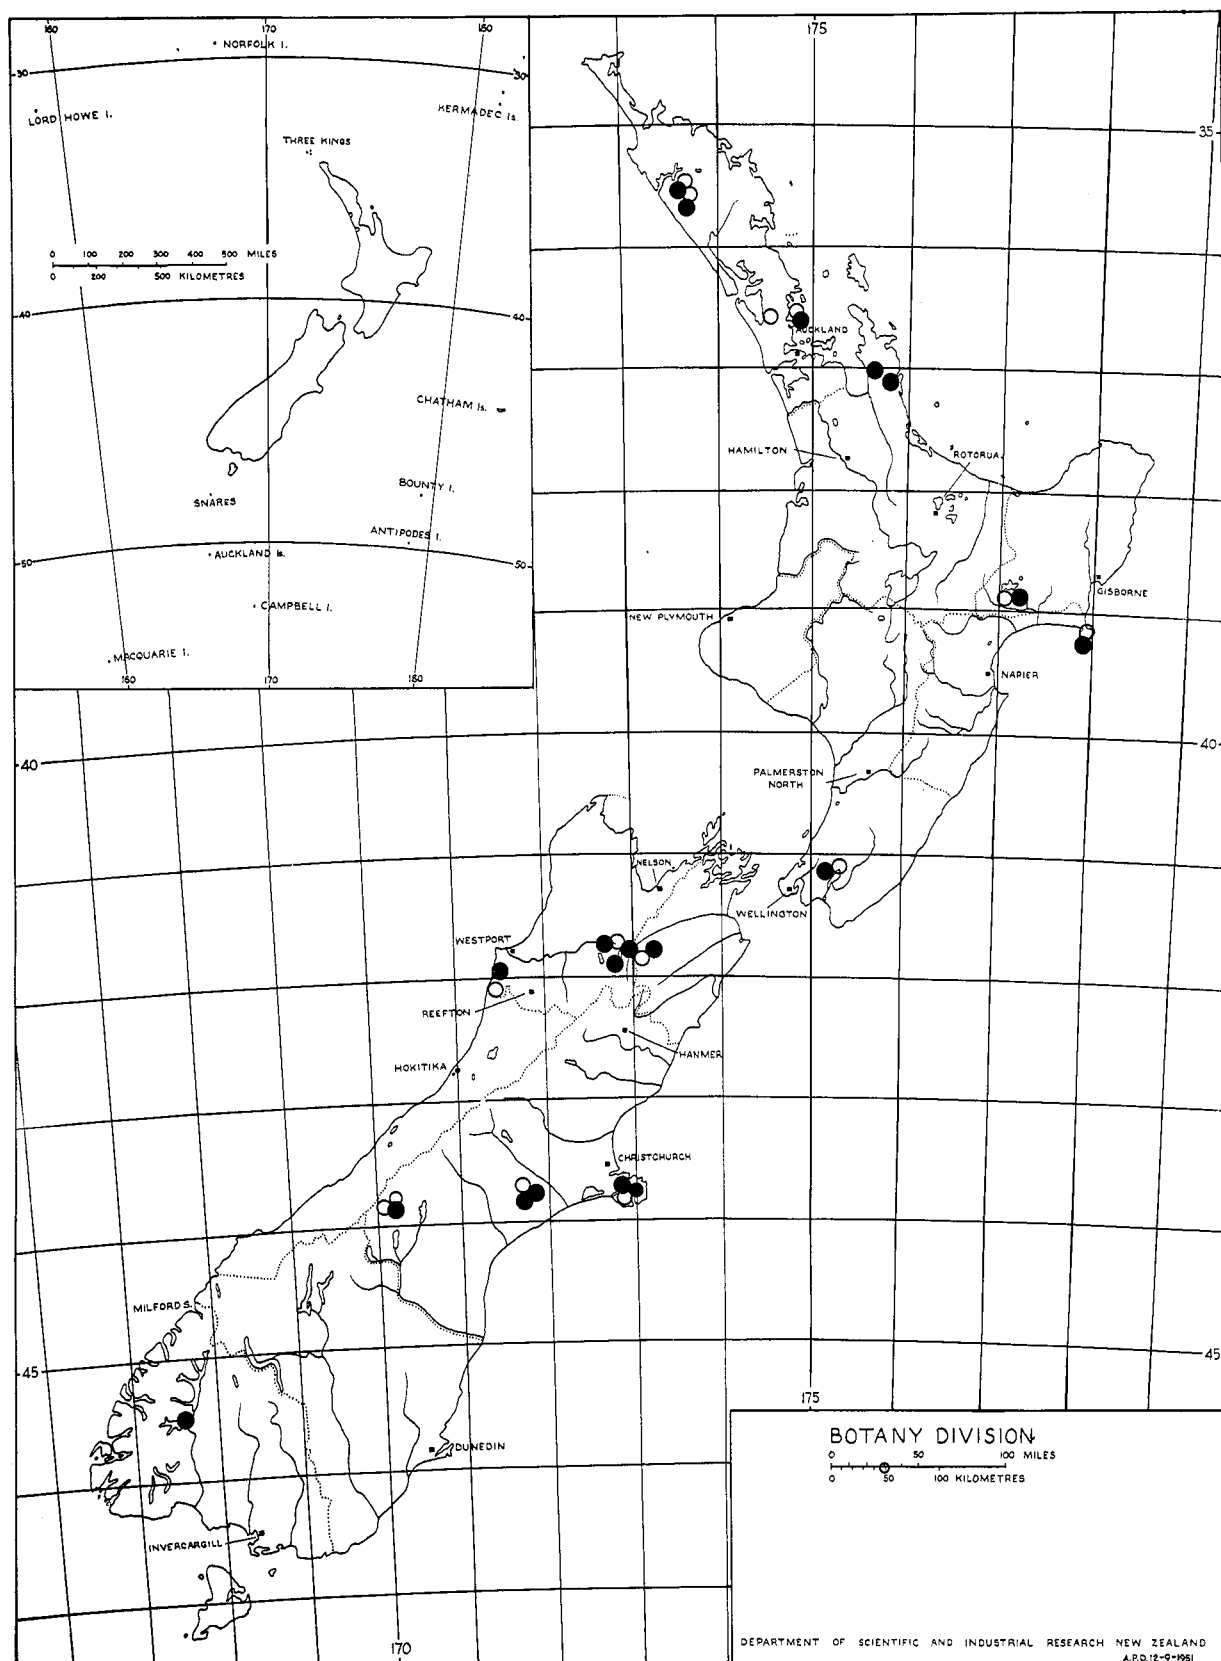 160 170 180
NORFOLK I.
30 30
LORD HOWE I.
KERMADEC Is.
THREE KINGS
0 100 200 300 400 500 MILES
0 200 500 KILOMETRES
40 40
CHATHAM Is.
SNARES
BOUNTY I.
ANTIPODES I.
50 50
AUCKLAND Is.
CAMPBELL I.
MACQUARIE I.
160 170 180
175
35
AUCKLAND
HAMILTON
ROTORUA
GISBORNE
NEW PLYMOUTH
NAPIER
40
40
PALMERSTON
NORTH
NELSON
WELLINGTON
WESTPORT
REEFTON
HANMER
HOKITIKA
CHRISTCHURCH
MILFORD S.
45
45
175
DUNEDIN
INVERCARGILL
170
BOTANY DIVISION
0 50 100 MILES
0 50 100 KILOMETRES
DEPARTMENT OF SCIENTIFIC AND INDUSTRIAL RESEARCH NEW ZEALAND
A.P.D. 12-9-1951